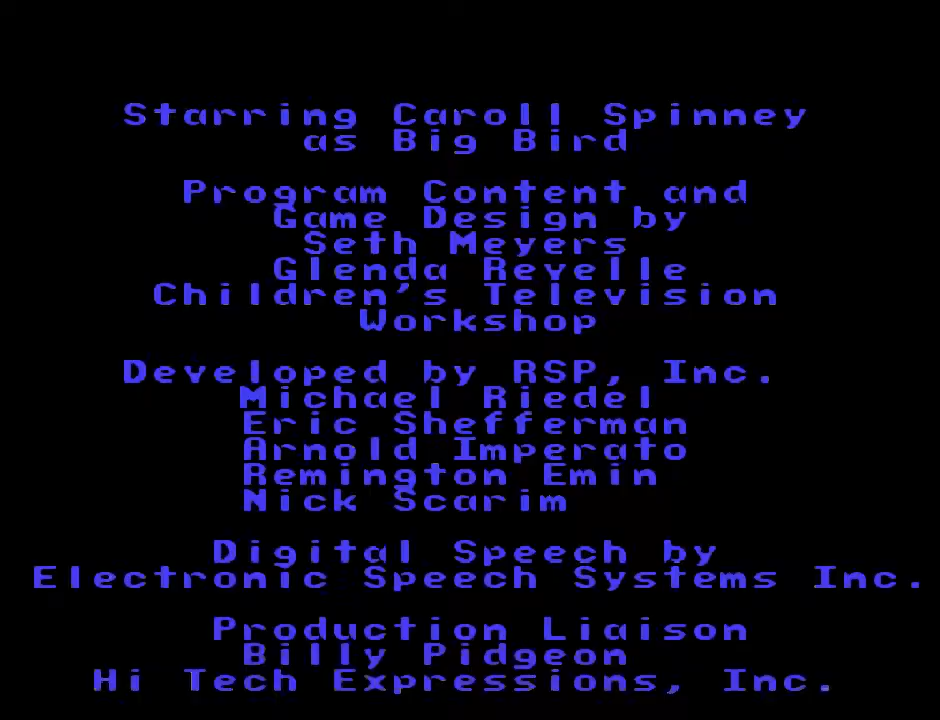 Starring Caroll Spinney
as Big Bird
Program Content and
Game Design by
Seth Meyers
Glenda Revelle
Children's Television
Workshop
Developed by RSP, Inc.
Michael Riedel
Eric Shefferman
Arnold Imperato
Remington Emin
Nick Scarim
Digital Speech by
Electronic Speech Systems Inc.
Production Liaison
Billy Pidgeon
Hi Tech Expressions, Inc.